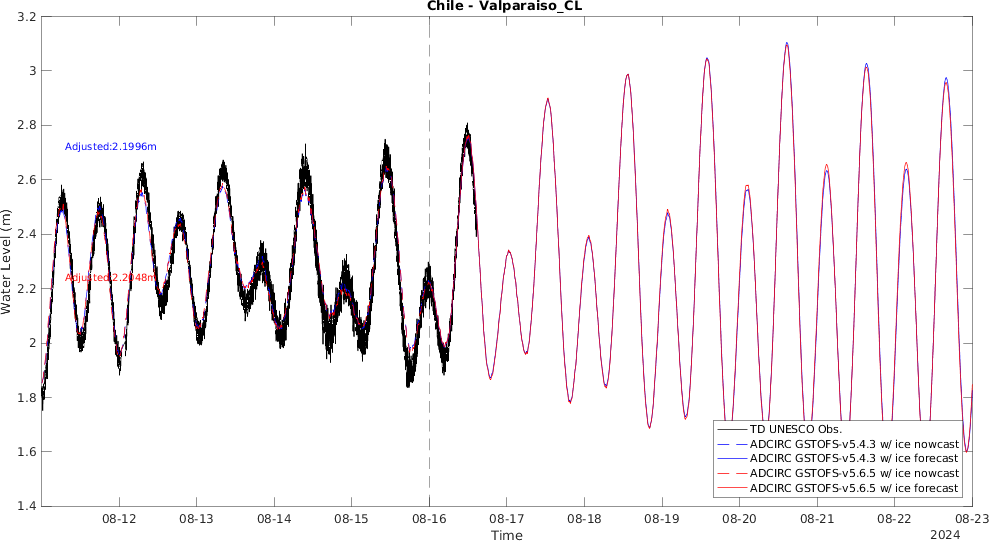 Chile - Valparaiso_CL
3.2
3
2.8
2.6
2.4
2.2
2
1.8
1.6
1.4
Water Level (m)
Adjusted:2.1996m
Adjusted:2.2048m
TD UNESCO Obs.
ADCIRC GSTOFS-v5.4.3 w/ ice nowcast
ADCIRC GSTOFS-v5.4.3 w/ ice forecast
ADCIRC GSTOFS-v5.6.5 w/ ice nowcast
ADCIRC GSTOFS-v5.6.5 w/ ice forecast
08-12 08-13 08-14 08-15 08-16 08-17 08-18 08-19 08-20 08-21 08-22 08-23
Time
2024